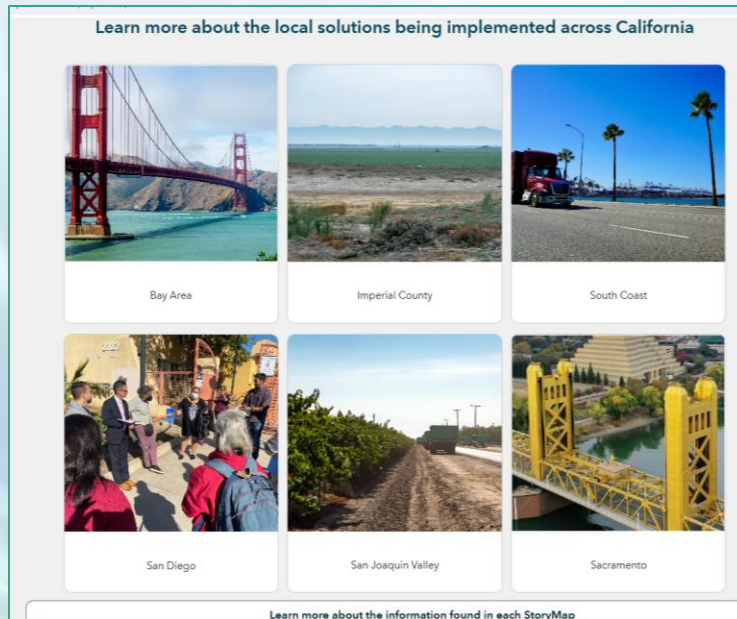 Learn more about the local solutions being implemented across California
Bay Area
Imperial County
South Coast
San Diego
San Joaquin Valley
Sacramento
Learn more about the information found in each StoryMap